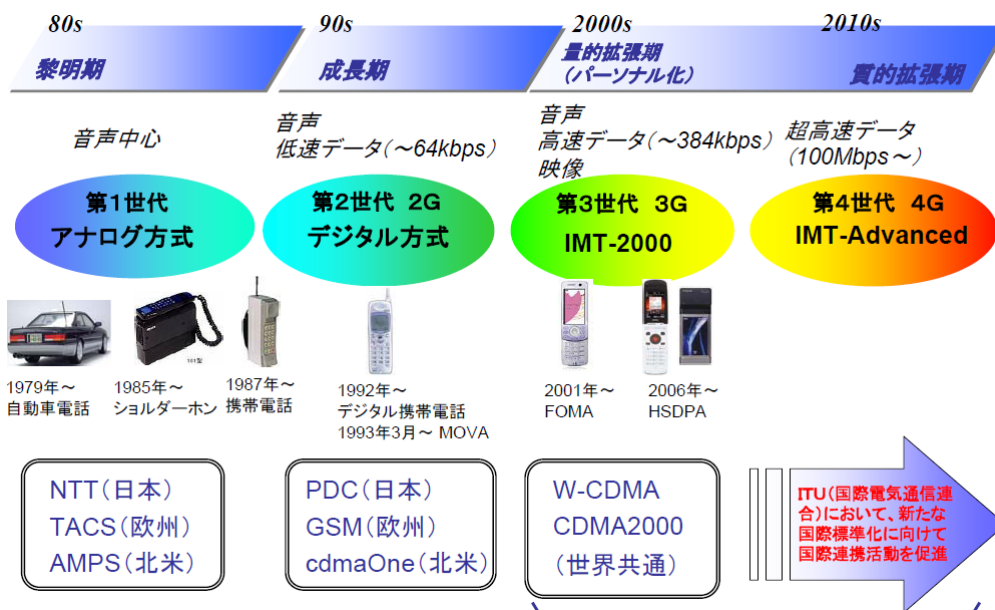 80s
90s
2000s
2010s
黎明期
成長期
量的拡張期
(パーソナル化)
質的拡張期
音声中心
音声
低速データ(～64kbps)
音声
高速データ(～384kbps)
映像
超高速データ
(100Mbps～)
第1世代
アナログ方式
第2世代 2G
デジタル方式
第3世代 3G
IMT-2000
第4世代 4G
IMT-Advanced
1979年～
自動車電話
1985年～
ショルダーホン
1987年～
携帯電話
1992年～
デジタル携帯電話
1993年3月～ MOVA
2001年～
FOMA
2006年～
HSDPA
NTT(日本)
TACS(欧州)
AMPS(北米)
PDC(日本)
GSM(欧州)
cdmaOne(北米)
W-CDMA
CDMA2000
(世界共通)
ITU(国際電気通信連
合)において、新たな
国際標準化に向けて
国際連携活動を促進